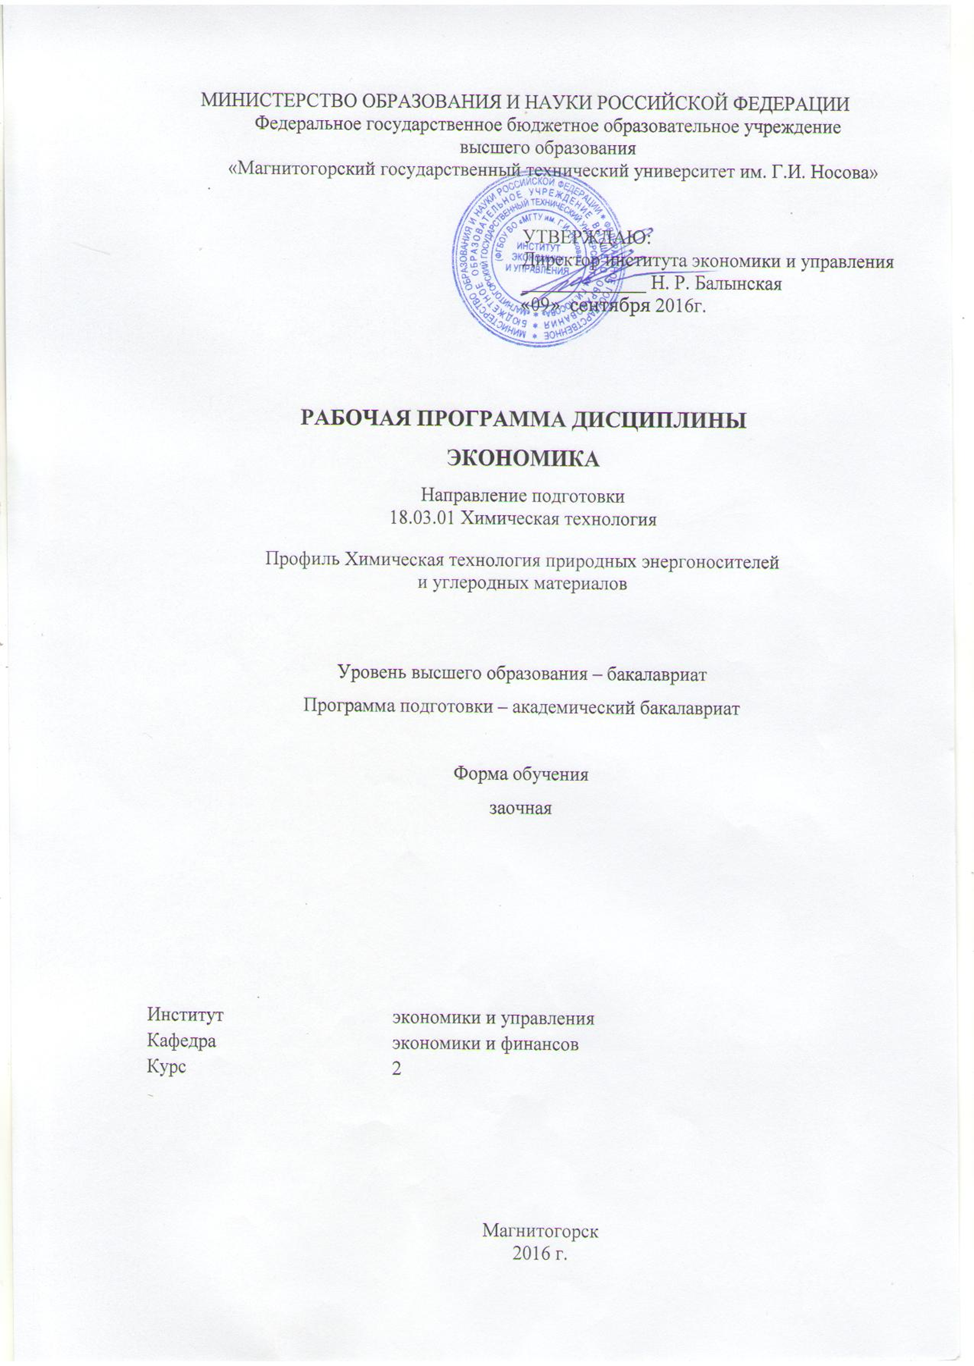 МИНИСТЕРСТВО ОБРАЗОВАНИЯ И НАУКИ РОССИЙСКОЙ ФЕДЕРАЦИИ
Федеральное государственное бюджетное образовательное учреждение
высшего образования
«Магнитогорский государственный технический университет им. Г.И. Носова»
УТВЕРЖДАЮ:
Директор института экономики и управления
Н. Р. Балынская
«09» сентября 2016г.
ИНСТИТУТ
ЭКОНОМИКИ
И УПРАВЛЕНИЯ
РАБОЧАЯ ПРОГРАММА ДИСЦИПЛИНЫ
ЭКОНОМИКА
Направление подготовки
18.03.01 Химическая технология
Профиль Химическая технология природных энергоносителей
и углеродных материалов
Уровень высшего образования – бакалавриат
Программа подготовки – академический бакалавриат
Форма обучения
заочная
Институт экономики и управления
Кафедра экономики и финансов
Курс 2
Магнитогорск
2016 г.